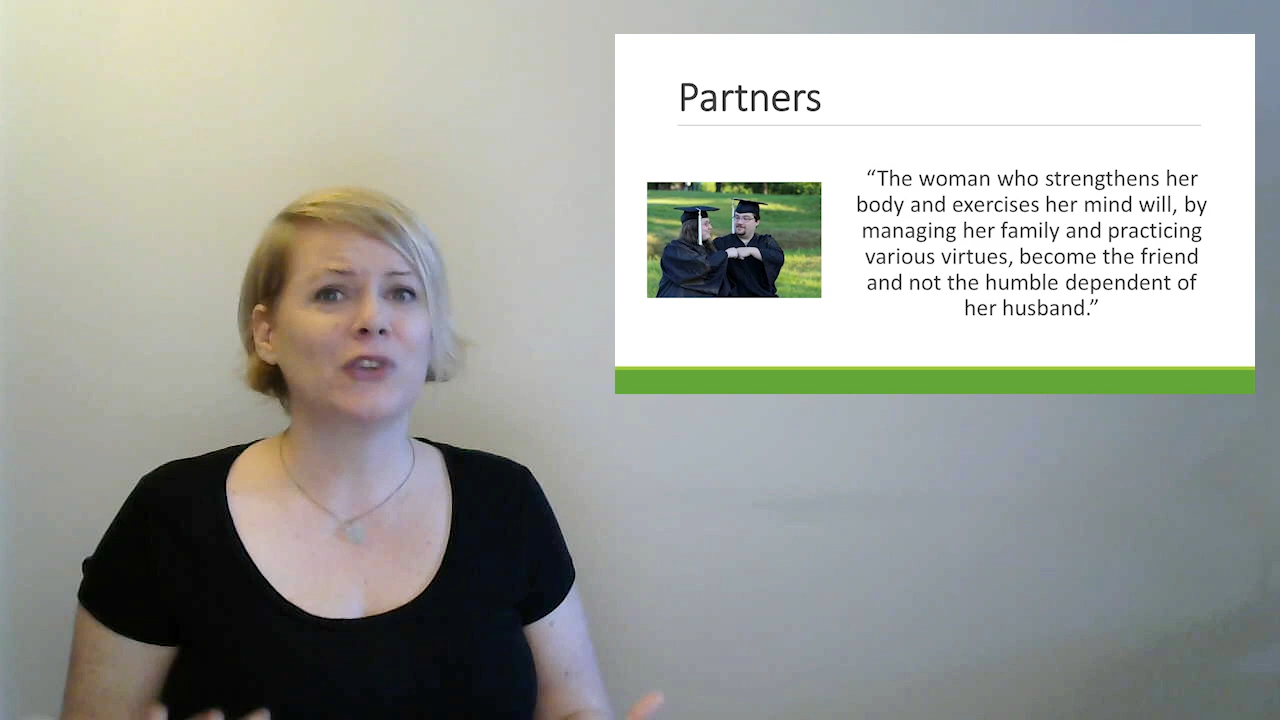 Partners
“The woman who strengthens her
body and exercises her mind will, by
managing her family and practicing
various virtues, become the friend
and not the humble dependent of
her husband.”